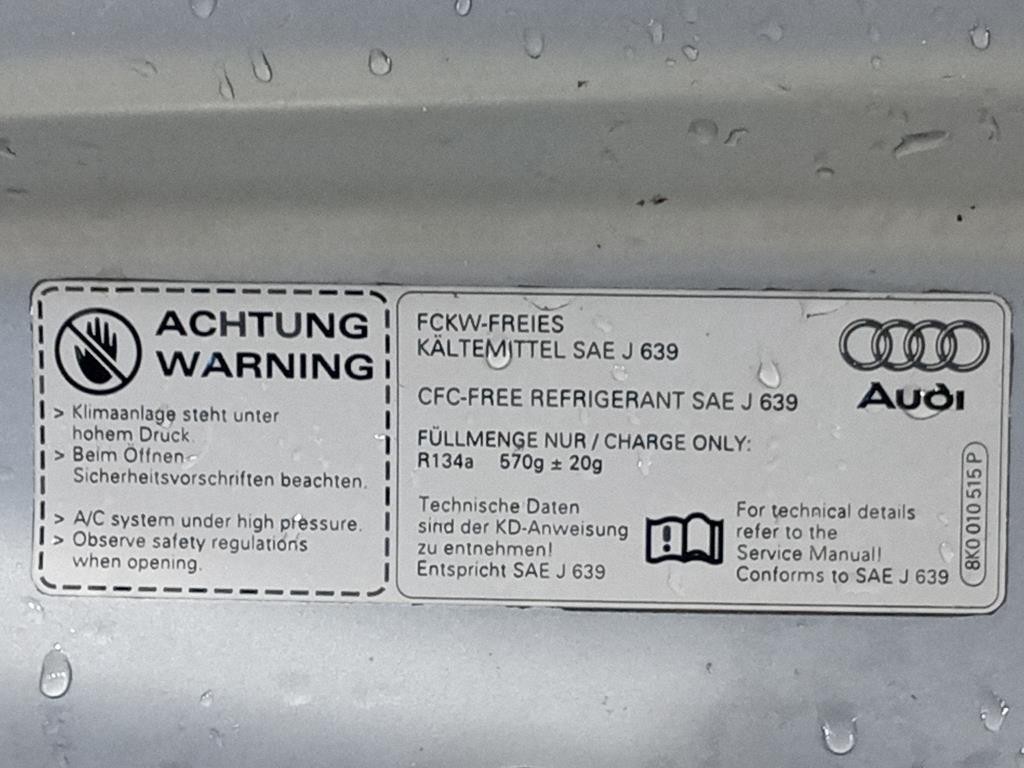 ACHTUNG
WARNING
> Klimaanlage steht unter
hohem Druck.
> Beim Öffnen
Sicherheitsvorschriften beachten.
> A/C system under high pressure.
> Observe safety regulations
when opening.
FCKW-FREIES
KÄLTEMITTEL SAE J 639
CFC-FREE REFRIGERANT SAE J 639
FÜLLMENGE NUR / CHARGE ONLY:
R134a 570g ± 20g
Technische Daten
sind der KD-Anweisung
zu entnehmen!
Entspricht SAE J 639
For technical details
refer to the
Service Manual!
Conforms to SAE J 639
Audi
8K0 010 515 P